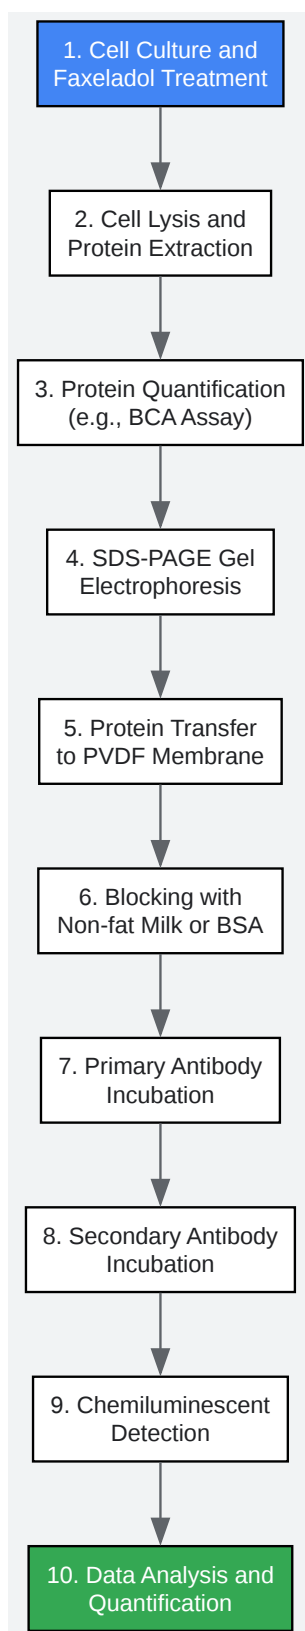 1. Cell Culture and
Faxeladol Treatment
2. Cell Lysis and
Protein Extraction
3. Protein Quantification
(e.g., BCA Assay)
4. SDS-PAGE Gel
Electrophoresis
5. Protein Transfer
to PVDF Membrane
6. Blocking with
Non-fat Milk or BSA
7. Primary Antibody
Incubation
8. Secondary Antibody
Incubation
9. Chemiluminescent
Detection
10. Data Analysis and
Quantification